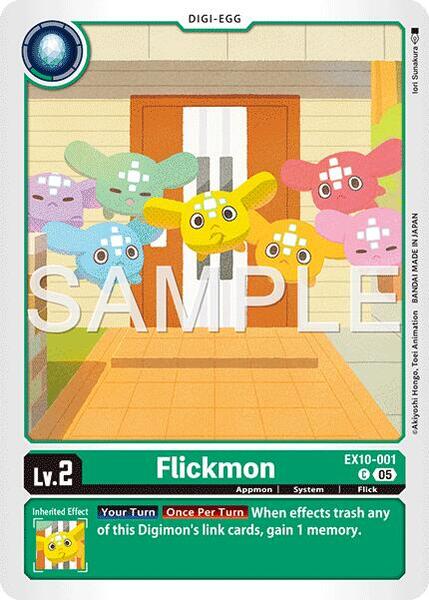 DIGI-EGG
Iori Sunakura
SAMPLE
©Akiyoshi Hongo, Toei Animation BANDAI MADE IN JAPAN
Lv.2
Flickmon
EX10-001
C 05
Appmon System Flick
Inherited Effect
Your Turn Once Per Turn When effects trash any
of this Digimon's link cards, gain 1 memory.